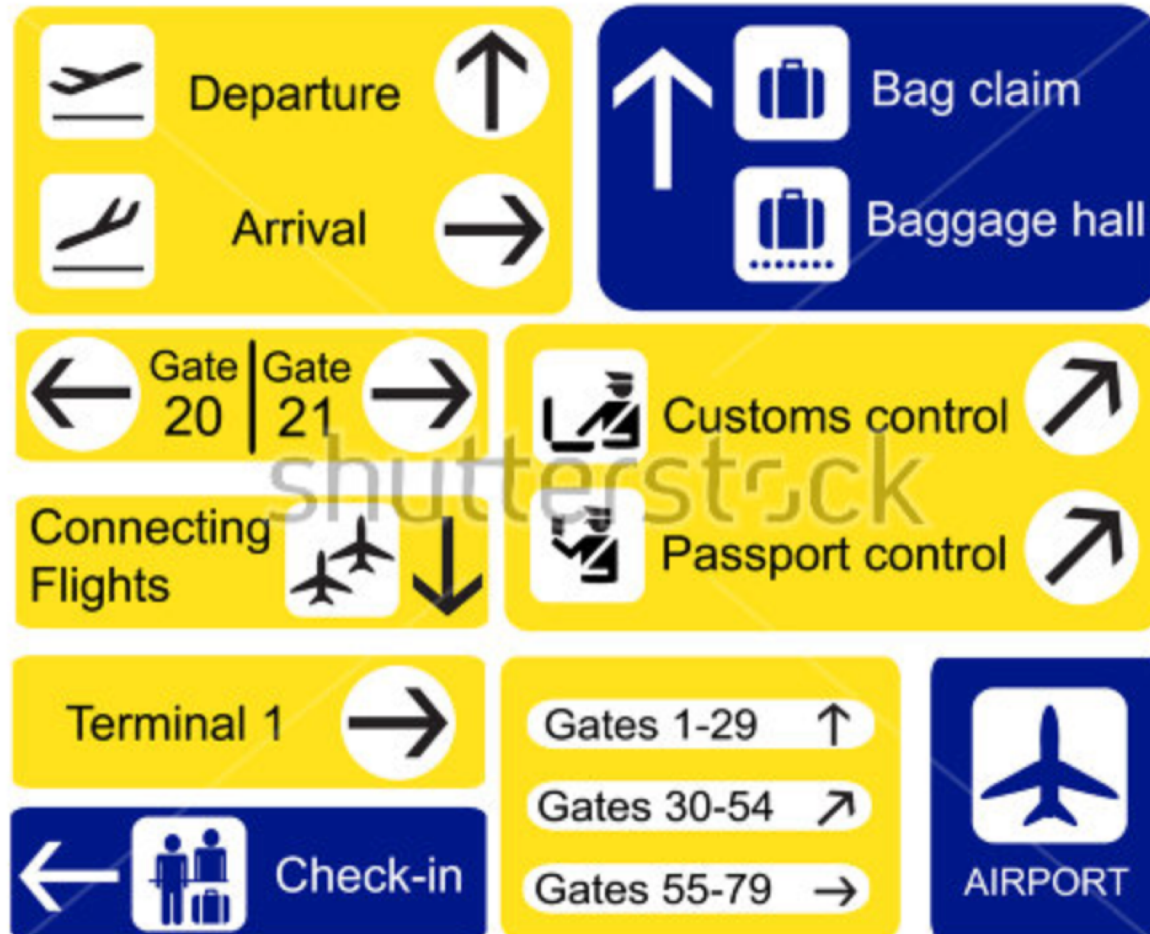 Departure
Arrival
Bag claim
Baggage hall
Gate
20
Gate
21
Customs control
Passport control
shutterstock
Connecting
Flights
Terminal 1
Gates 1-29
Gates 30-54
Gates 55-79
Check-in
AIRPORT